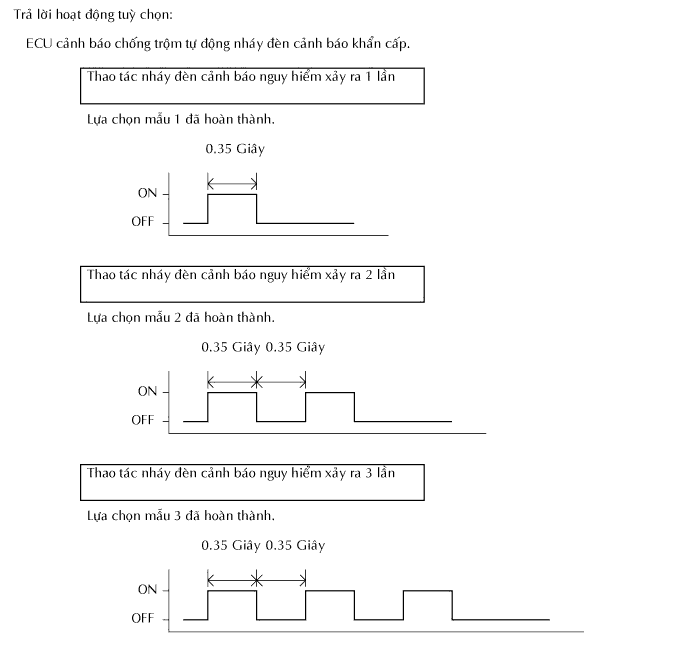 Trả lời hoạt động tuỳ chọn:
ECU cảnh báo chống trộm tự động nháy đèn cảnh báo khẩn cấp.
Thao tác nháy đèn cảnh báo nguy hiểm xảy ra 1 lần
Lựa chọn mẫu 1 đã hoàn thành.
0.35 Giây
ON
OFF
Thao tác nháy đèn cảnh báo nguy hiểm xảy ra 2 lần
Lựa chọn mẫu 2 đã hoàn thành.
0.35 Giây 0.35 Giây
ON
OFF
Thao tác nháy đèn cảnh báo nguy hiểm xảy ra 3 lần
Lựa chọn mẫu 3 đã hoàn thành.
0.35 Giây 0.35 Giây
ON
OFF